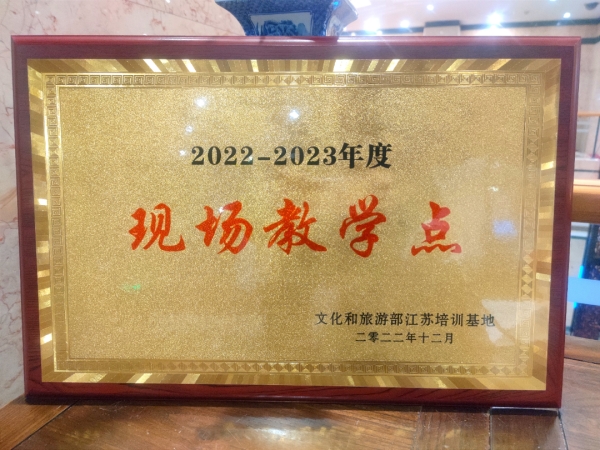 2022-2023年度
现场教学点
文化和旅游部江苏培训基地
二零二二年十二月